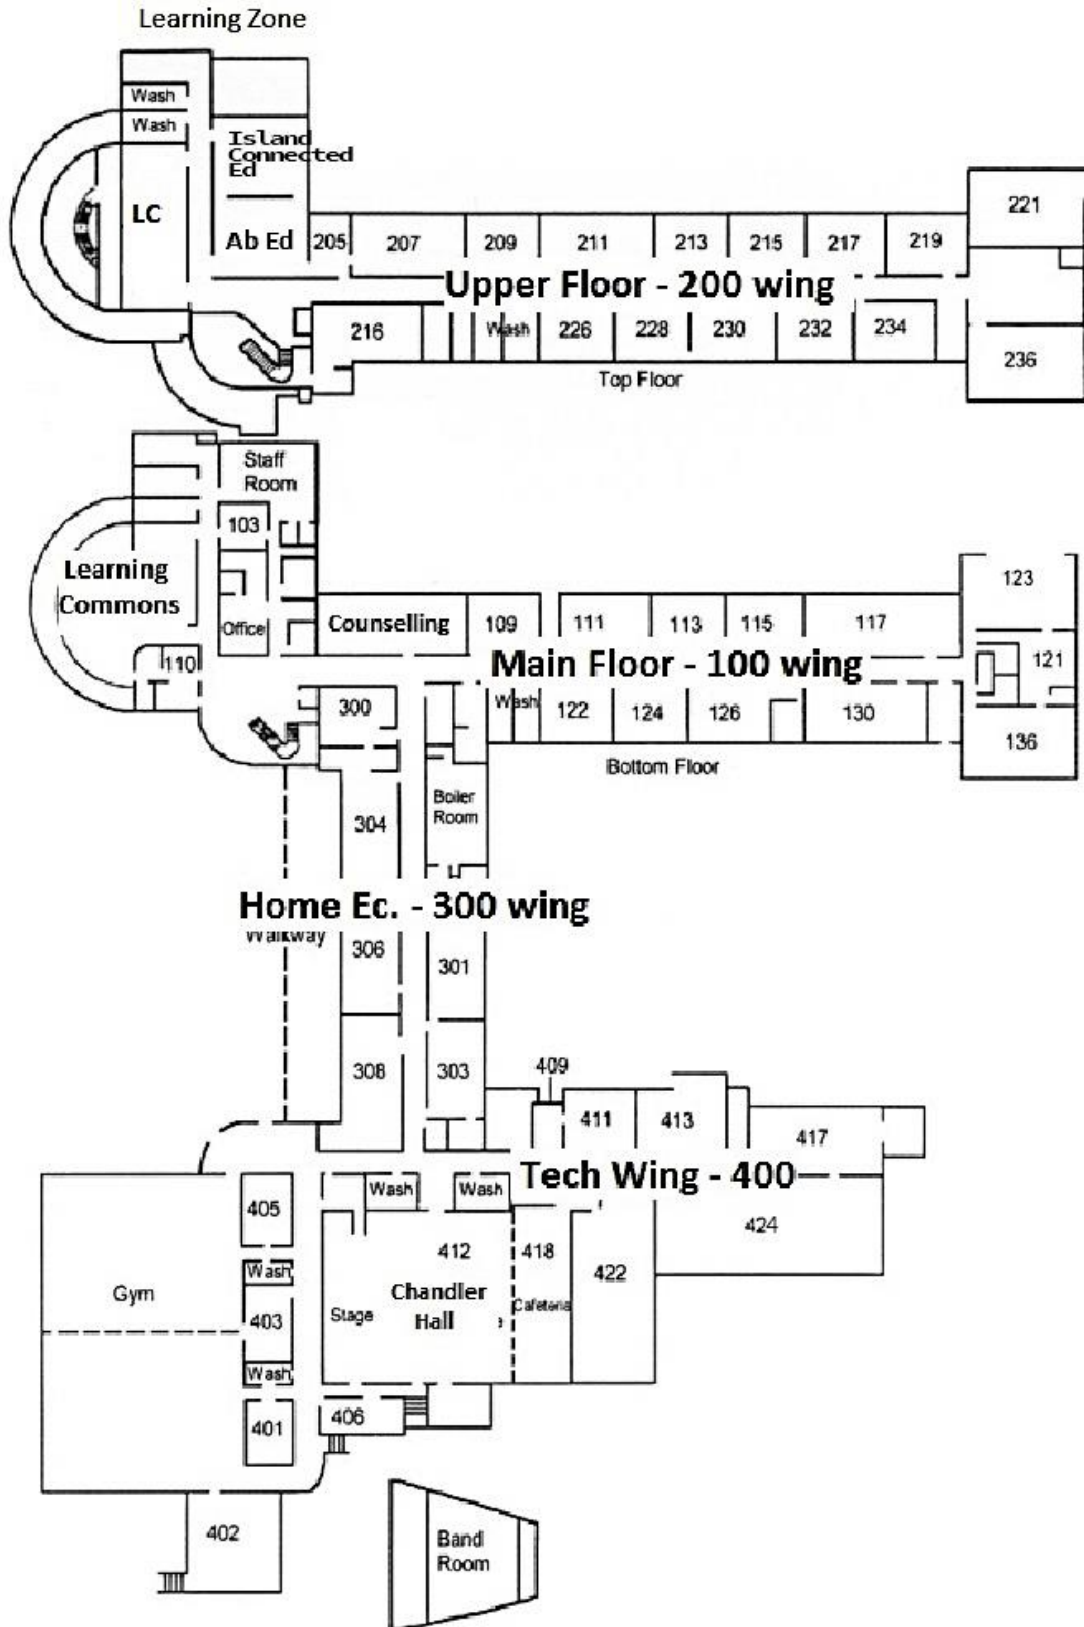 Learning Zone
Wash
Wash
Island
Connected
Ed
LC
Ab Ed
205
207
209
211
213
215
217
219
221
Upper Floor - 200 wing
216
Wash
226
228
230
232
234
236
Top Floor
Staff
Room
103
Learning
Commons
Office
Counselling
109
111
113
115
117
123
110
Main Floor - 100 wing
121
300
Wash
122
124
126
130
136
Bottom Floor
304
Boiler
Room
Home Ec. - 300 wing
Walkway
306
301
308
303
409
411
413
417
Tech Wing - 400
405
Wash
Wash
412
418
422
424
Gym
Wash
403
Stage
Chandler
Hall
e
Cafeteria
Wash
401
406
402
Band
Room